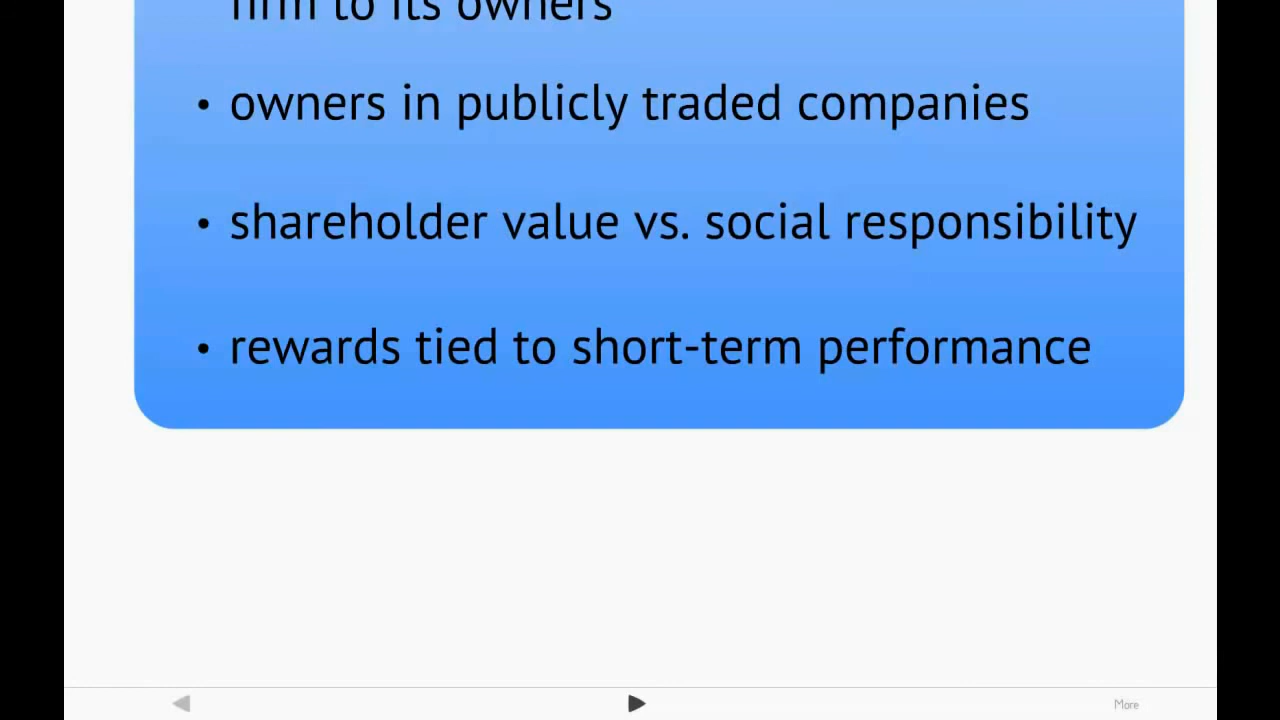 firm to its owners
• owners in publicly traded companies
• shareholder value vs. social responsibility
• rewards tied to short-term performance
More